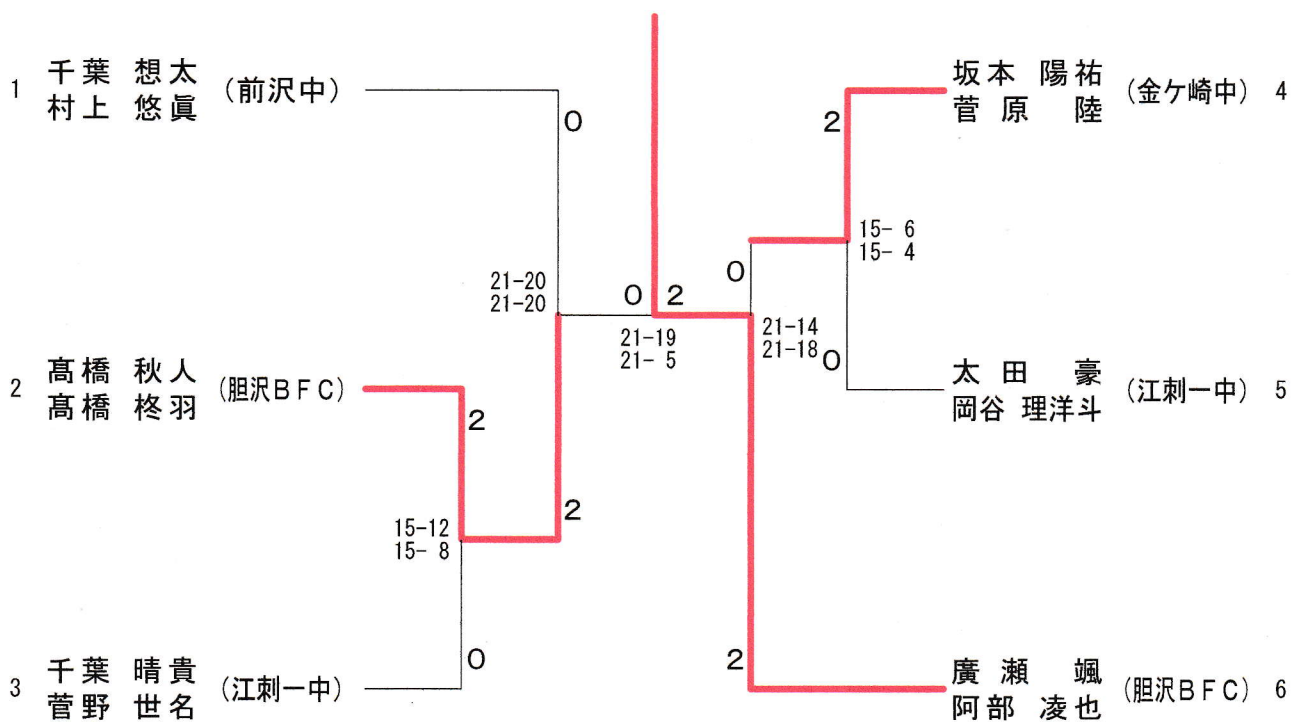 1 千葉 想太 (前沢中)
村上 悠眞
0
21-20
21-20
2 髙橋 秋人 (胆沢BFC)
髙橋 柊羽
2
15-12
15- 8
2
3 千葉 晴貴 (江刺一中)
菅野 世名
0
0 2
21-19
21- 5
坂本 陽祐 (金ケ崎中) 4
菅原 陸
2
15- 6
15- 4
0
21-14
21-18
0
太田 豪 (江刺一中) 5
岡谷 理洋斗
2
廣瀬 颯 (胆沢BFC) 6
阿部 凌也